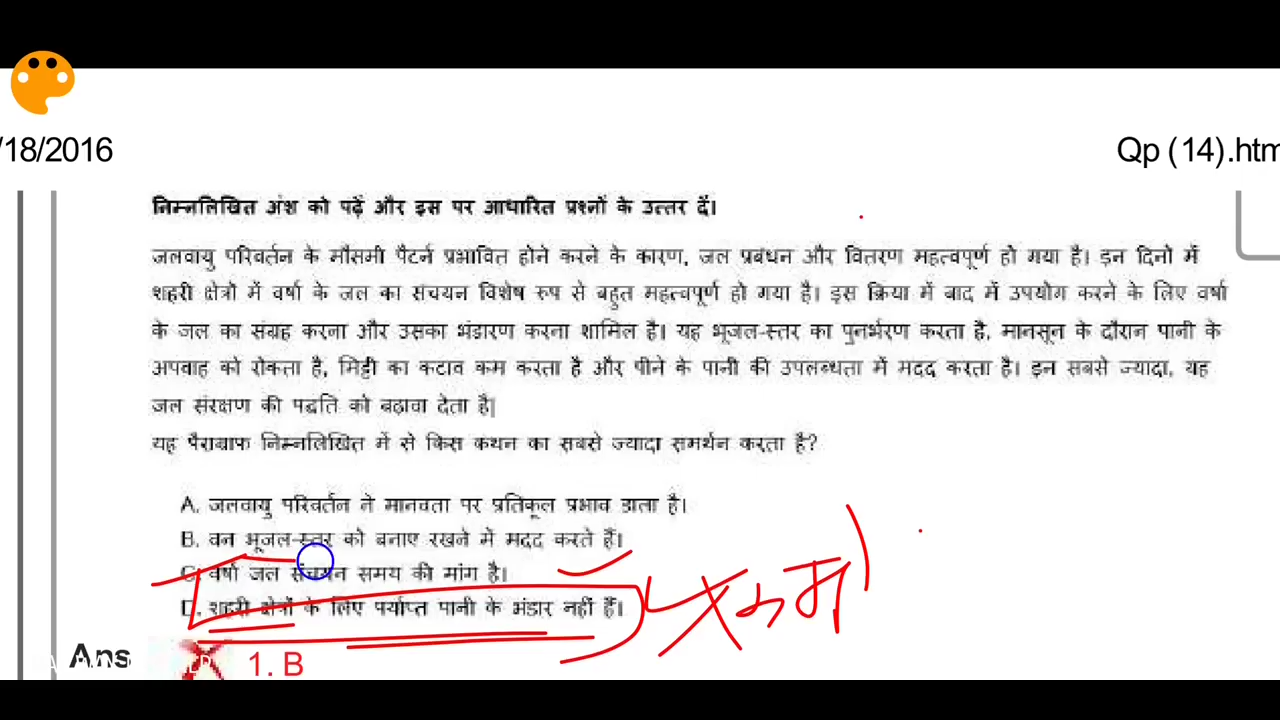 /18/2016
Qp (14).htm
निम्नलिखित अंश को पढ़ें और इस पर आधारित प्रश्नों के उत्तर दें।
जलवायु परिवर्तन के मौसमी पैटर्न प्रभावित होने करने के कारण, जल प्रबंधन और वितरण महत्वपूर्ण हो गया है। इन दिनों में
शहरी क्षेत्रों में वर्षा के जल का संचयन विशेष रुप से बहुत महत्वपूर्ण हो गया है। इस क्रिया में बाद में उपयोग करने के लिए वर्षा
के जल का संग्रह करना और उसका भंडारण करना शामिल है। यह भूजल-स्तर का पुनर्भरण करता है, मानसून के दौरान पानी के
अपवाह को रोकता है, मिट्टी का कटाव कम करता है और पीने के पानी की उपलब्धता में मदद करता है। इन सबसे ज्यादा, यह
जल संरक्षण की पद्धति को बढ़ावा देता है|
यह पैराग्राफ निम्नलिखित में से किस कथन का सबसे ज्यादा समर्थन करता है?
A. जलवायु परिवर्तन ने मानवता पर प्रतिकूल प्रभाव डाला है।
B. वन भूजल-स्तर को बनाए रखने में मदद करते हैं।
C. वर्षा जल संचयन समय की मांग है।
D. शहरी क्षेत्रों के लिए पर्याप्त पानी के भंडार नहीं हैं।
Ans 1. B